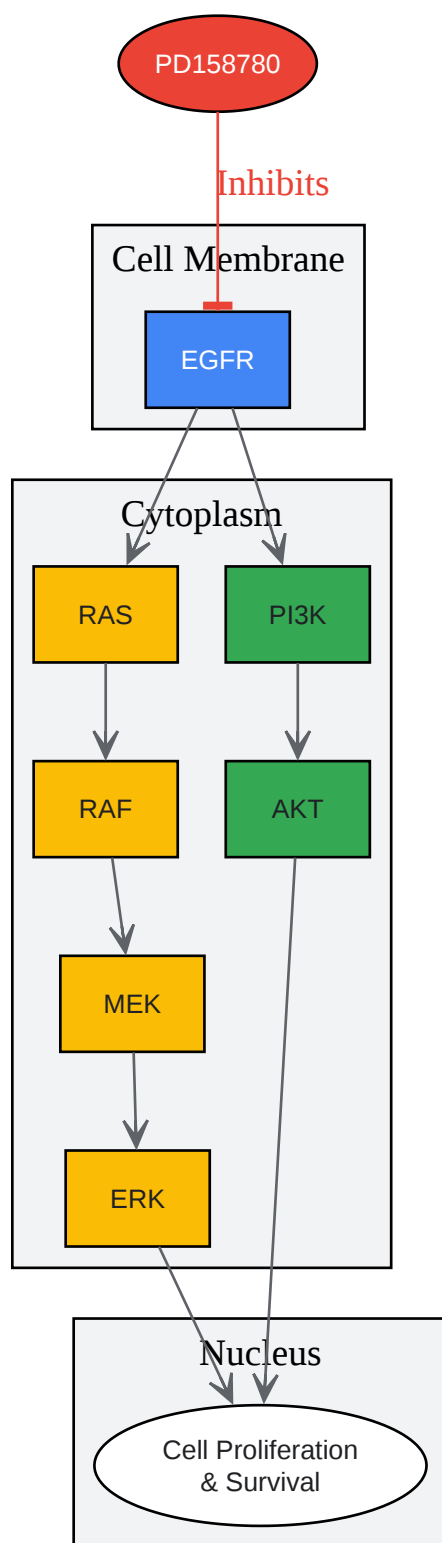 PD158780
Inhibits
Cell Membrane
EGFR
Cytoplasm
RAS
PI3K
RAF
AKT
MEK
ERK
Nucleus
Cell Proliferation
& Survival